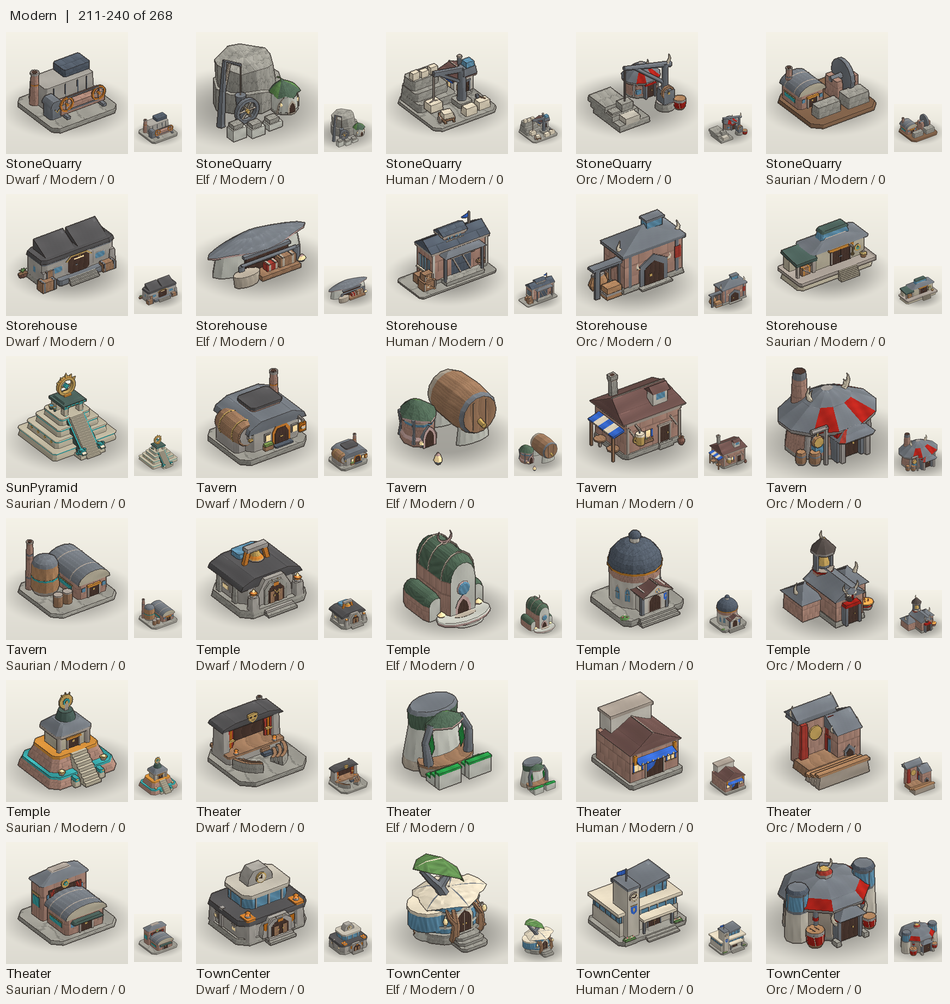 Modern | 211-240 of 268
StoneQuarry
Dwarf / Modern / 0
StoneQuarry
Elf / Modern / 0
StoneQuarry
Human / Modern / 0
StoneQuarry
Orc / Modern / 0
StoneQuarry
Saurian / Modern / 0
Storehouse
Dwarf / Modern / 0
Storehouse
Elf / Modern / 0
Storehouse
Human / Modern / 0
Storehouse
Orc / Modern / 0
Storehouse
Saurian / Modern / 0
SunPyramid
Saurian / Modern / 0
Tavern
Dwarf / Modern / 0
Tavern
Elf / Modern / 0
Tavern
Human / Modern / 0
Tavern
Orc / Modern / 0
Tavern
Saurian / Modern / 0
Temple
Dwarf / Modern / 0
Temple
Elf / Modern / 0
Temple
Human / Modern / 0
Temple
Orc / Modern / 0
Temple
Saurian / Modern / 0
Theater
Dwarf / Modern / 0
Theater
Elf / Modern / 0
Theater
Human / Modern / 0
Theater
Orc / Modern / 0
Theater
Saurian / Modern / 0
TownCenter
Dwarf / Modern / 0
TownCenter
Elf / Modern / 0
TownCenter
Human / Modern / 0
TownCenter
Orc / Modern / 0